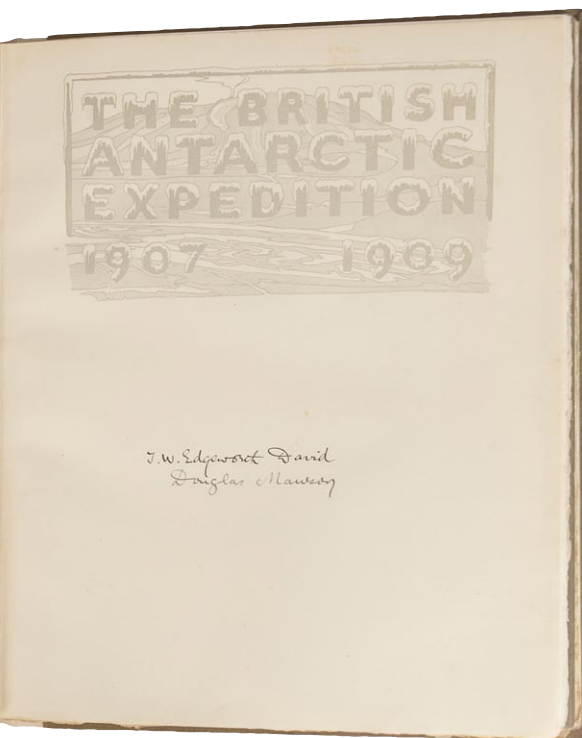 THE BRITISH
ANTARCTIC
EXPEDITION
1907 1909
T.W. Edgeworth David
Douglas Mawson